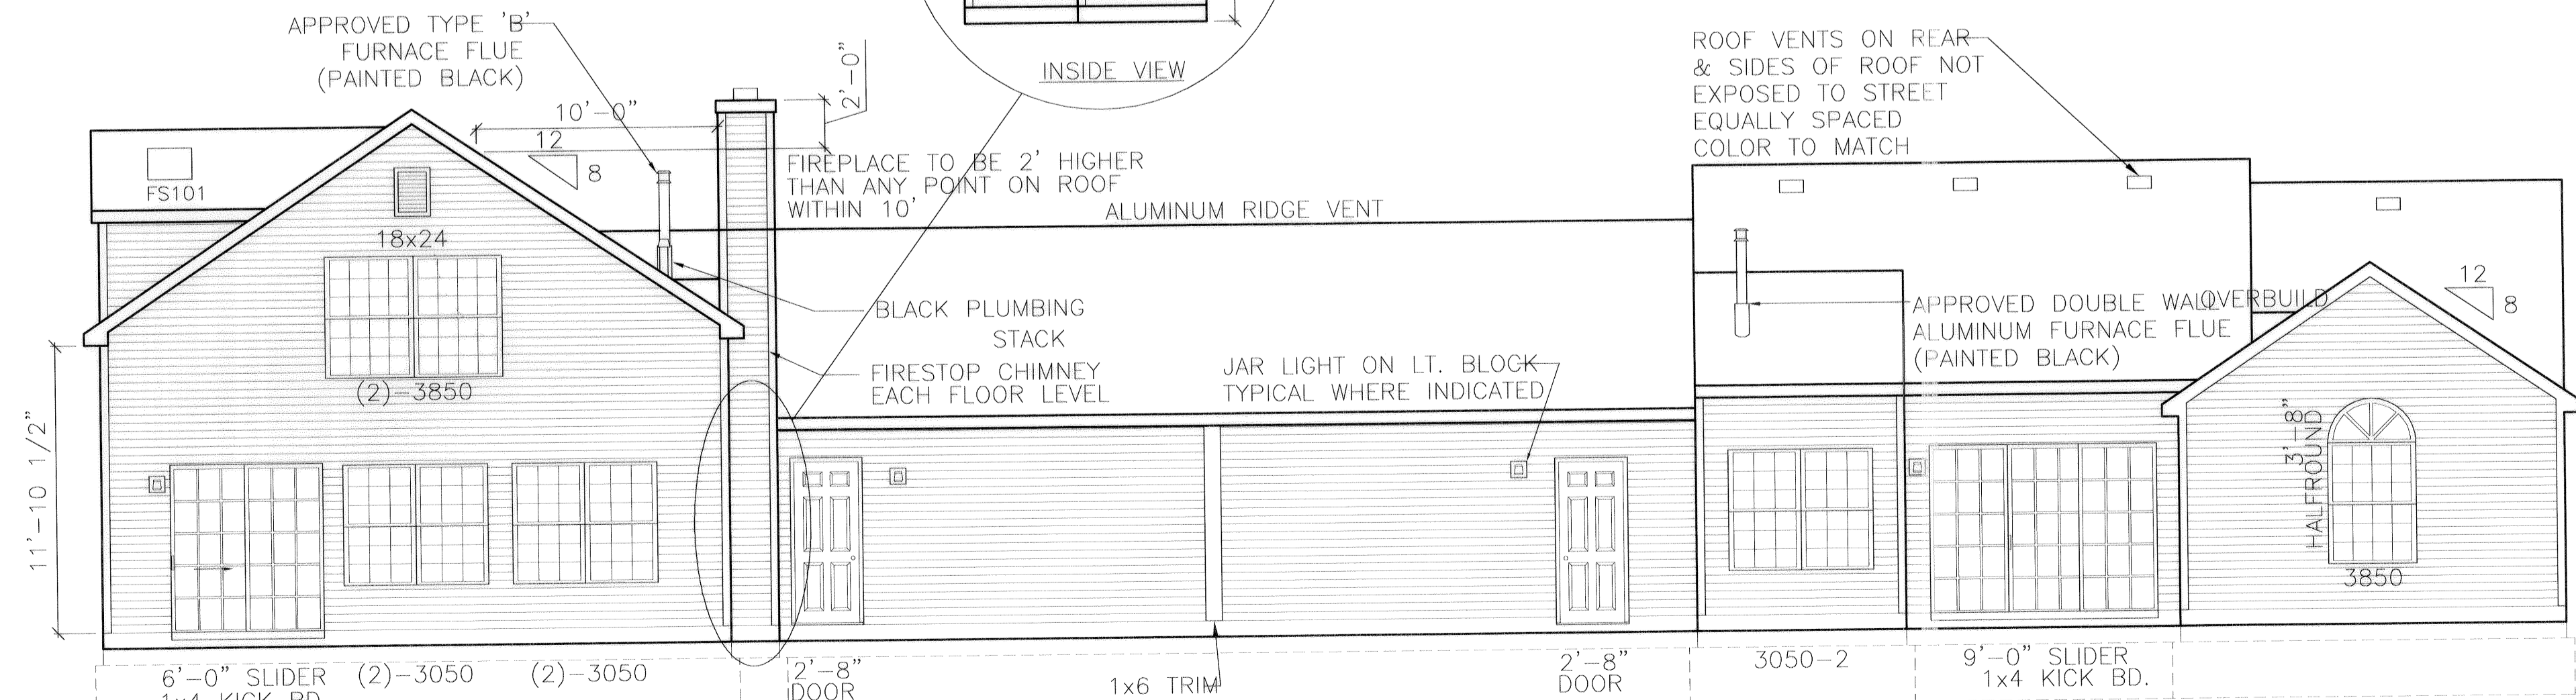 APPROVED TYPE 'B'
FURNACE FLUE
(PAINTED BLACK)
INSIDE VIEW
2'-0"
10'-0"
12
8
FS101
18x24
(2)-3850
FIREPLACE TO BE 2' HIGHER
THAN ANY POINT ON ROOF
WITHIN 10'
ALUMINUM RIDGE VENT
BLACK PLUMBING
STACK
FIRESTOP CHIMNEY
EACH FLOOR LEVEL
JAR LIGHT ON LT. BLOCK
TYPICAL WHERE INDICATED
ROOF VENTS ON REAR
& SIDES OF ROOF NOT
EXPOSED TO STREET
EQUALLY SPACED
COLOR TO MATCH
APPROVED DOUBLE WALL
ALUMINUM FURNACE FLUE
(PAINTED BLACK)
OVERBUILD
12
8
3'-8"
HALFROUND
3850
11'-10 1/2"
6'-0" SLIDER
1x4 KICK BD.
(2)-3050
(2)-3050
2'-8"
DOOR
1x6 TRIM
2'-8"
DOOR
3050-2
9'-0" SLIDER
1x4 KICK BD.